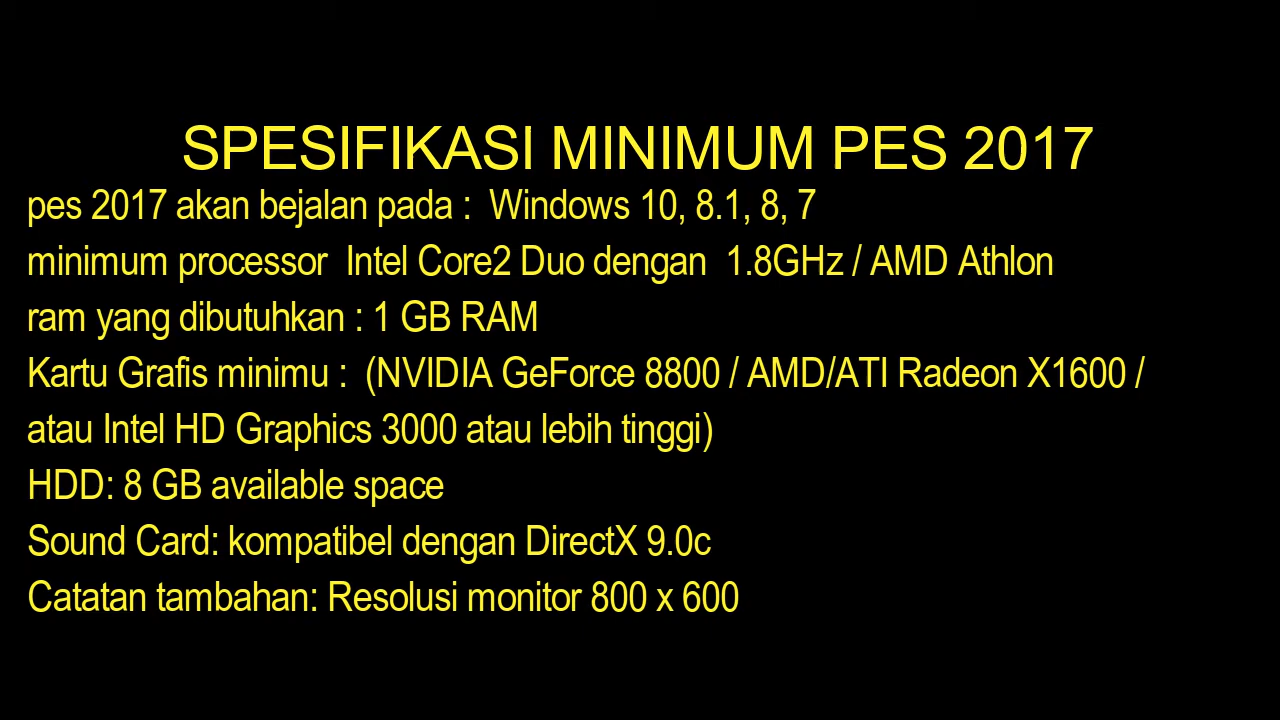 SPESIFIKASI MINIMUM PES 2017
pes 2017 akan bejalan pada :  Windows 10, 8.1, 8, 7
minimum processor  Intel Core2 Duo dengan  1.8GHz / AMD Athlon
ram yang dibutuhkan : 1 GB RAM
Kartu Grafis minimu :  (NVIDIA GeForce 8800 / AMD/ATI Radeon X1600 /
atau Intel HD Graphics 3000 atau lebih tinggi)
HDD: 8 GB available space
Sound Card: kompatibel dengan DirectX 9.0c
Catatan tambahan: Resolusi monitor 800 x 600